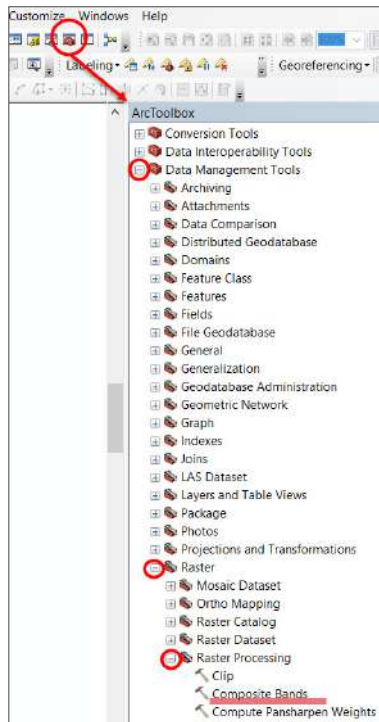 Customize Windows Help
Labeling
Georeferencing
ArcToolbox
Conversion Tools
Data Interoperability Tools
Data Management Tools
Archiving
Attachments
Data Comparison
Distributed Geodatabase
Domains
Feature Class
Features
Fields
File Geodatabase
General
Generalization
Geodatabase Administration
Geometric Network
Graph
Indexes
Joins
LAS Dataset
Layers and Table Views
Package
Photos
Projections and Transformations
Raster
Mosaic Dataset
Ortho Mapping
Raster Catalog
Raster Dataset
Raster Processing
Clip
Composite Bands
Compute Pansharpen Weights